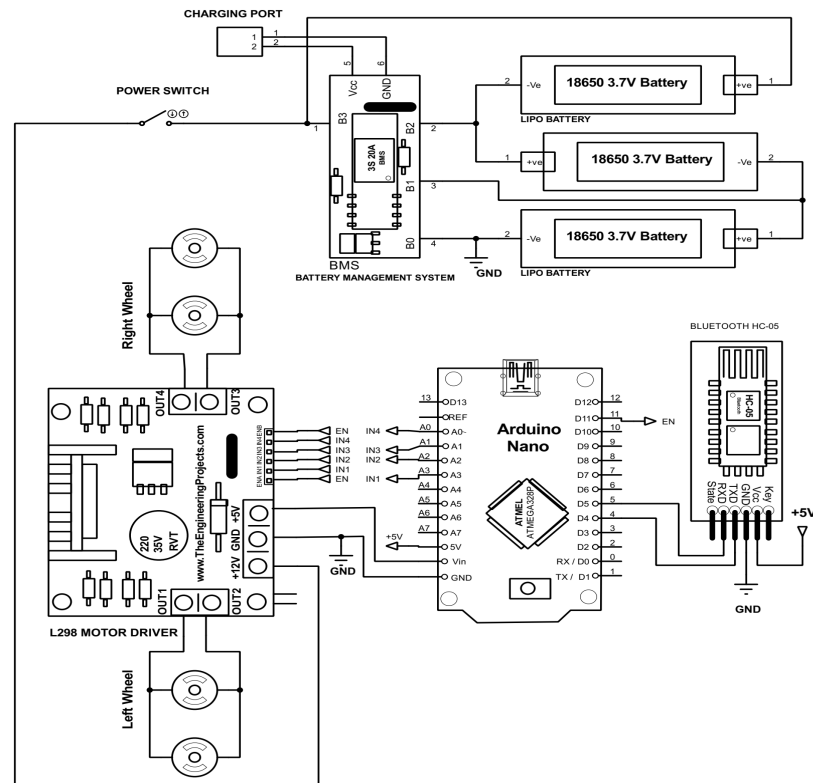 CHARGING PORT
1 1
2 2
5 6
Vcc GND
POWER SWITCH
1 B3
B2 2
3S 20A
BMS
B1 3
B0 4
BMS
BATTERY MANAGEMENT SYSTEM
GND
2 -Ve 18650 3.7V Battery +ve 1
LIPO BATTERY
1 +ve 18650 3.7V Battery -Ve 2
2 -Ve 18650 3.7V Battery +ve 1
LIPO BATTERY
Right Wheel
OUT4 OUT3
www.TheEngineeringProjects.com
ENA IN1 IN2 IN3 IN4 ENB
EN
IN4
IN3
IN2
IN1
EN
220
35V
RVT
+5V
GND
+12V
OUT1 OUT2
L298 MOTOR DRIVER
Left Wheel
GND
IN4
IN3
IN2
IN1
+5V
Arduino
Nano
ATMEL
ATMEGA328P
13 D13
REF
A0 A0~
A1 A1
A2 A2
A3 A3
A4 A4
A5 A5
A6 A6
A7 A7
5V
Vin
GND
D12 12
D11 11
D10 10
D9 9
D8 8
D7 7
D6 6
D5 5
D4 4
D3 3
D2 2
RX / D0 0
TX / D1 1
EN
BLUETOOTH HC-05
HC-05
Bluetooth
State
RXD
TXD
GND
Vcc
Key
+5V
GND